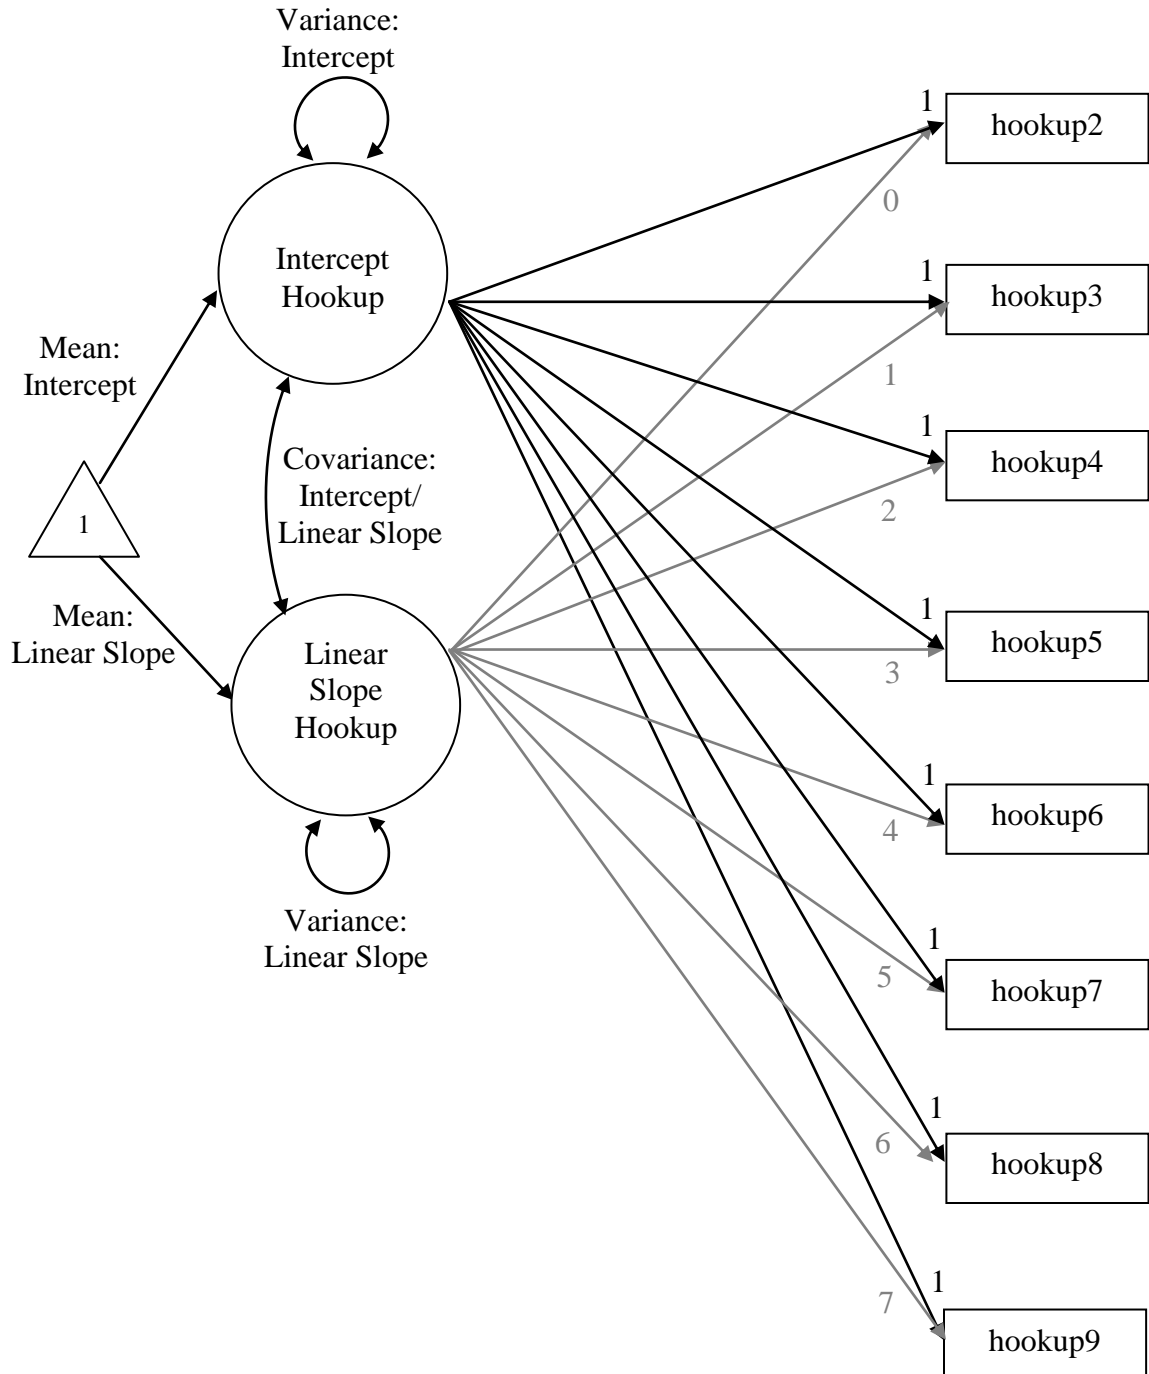 Variance:
Intercept
1
hookup2
0
Intercept
Hookup
1
hookup3
Mean:
Intercept
1
1
hookup4
Covariance:
Intercept/
Linear Slope
2
1
Mean:
Linear Slope
1
hookup5
Linear
Slope
Hookup
3
1
hookup6
4
Variance:
Linear Slope
1
hookup7
5
1
hookup8
6
1
hookup9
7